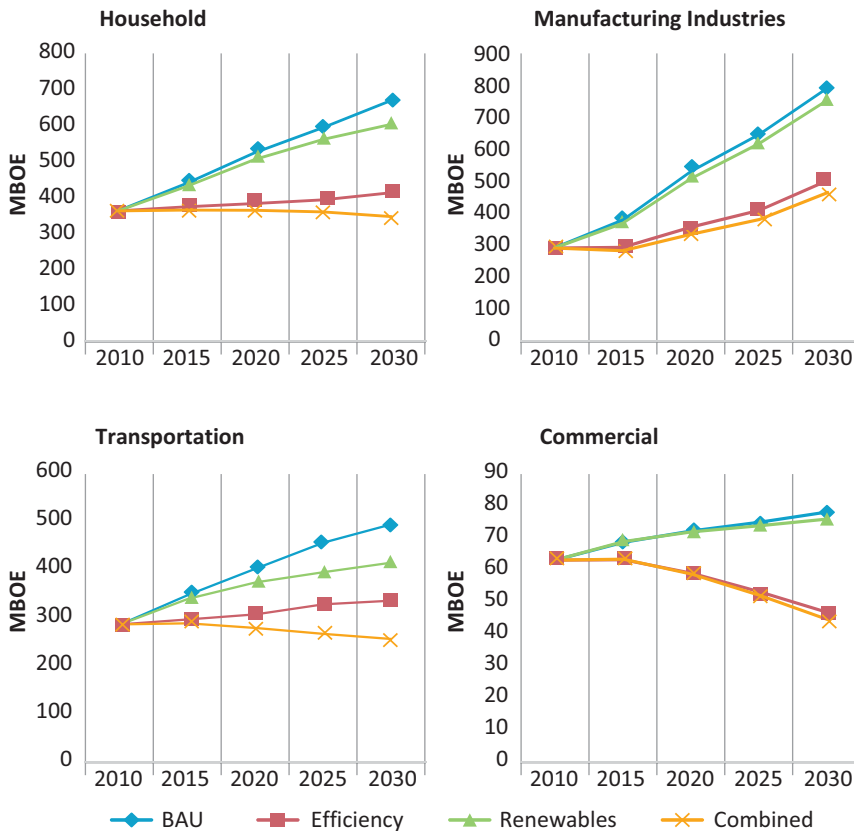 Household
800
700
600
500
400
300
200
100
0
MBOE
2010 2015 2020 2025 2030
Manufacturing Industries
900
800
700
600
500
400
300
200
100
0
MBOE
2010 2015 2020 2025 2030
Transportation
600
500
400
300
200
100
0
MBOE
2010 2015 2020 2025 2030
Commercial
90
80
70
60
50
40
30
20
10
0
MBOE
2010 2015 2020 2025 2030
BAU Efficiency Renewables Combined